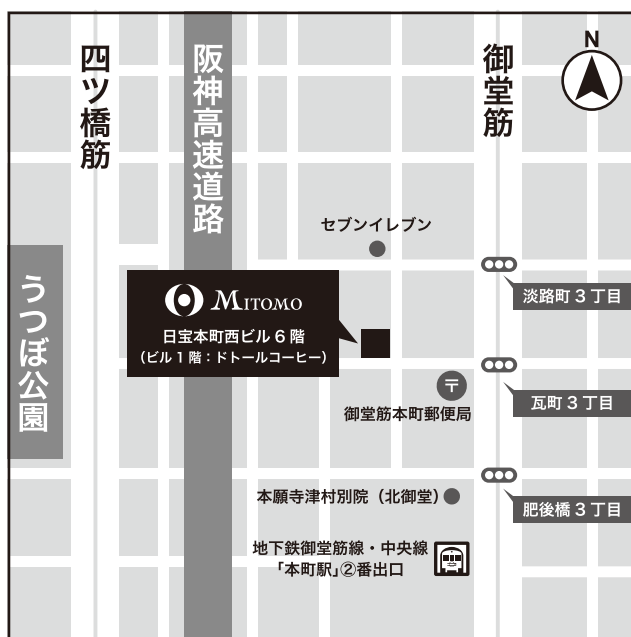 四ツ橋筋
阪神高速道路
御堂筋
N
セブンイレブン
うつぼ公園
MITOMO
日宝本町西ビル6階
（ビル1階：ドトールコーヒー）
淡路町3丁目
瓦町3丁目
〒
御堂筋本町郵便局
本願寺津村別院（北御堂）
肥後橋3丁目
地下鉄御堂筋線・中央線
「本町駅」②番出口